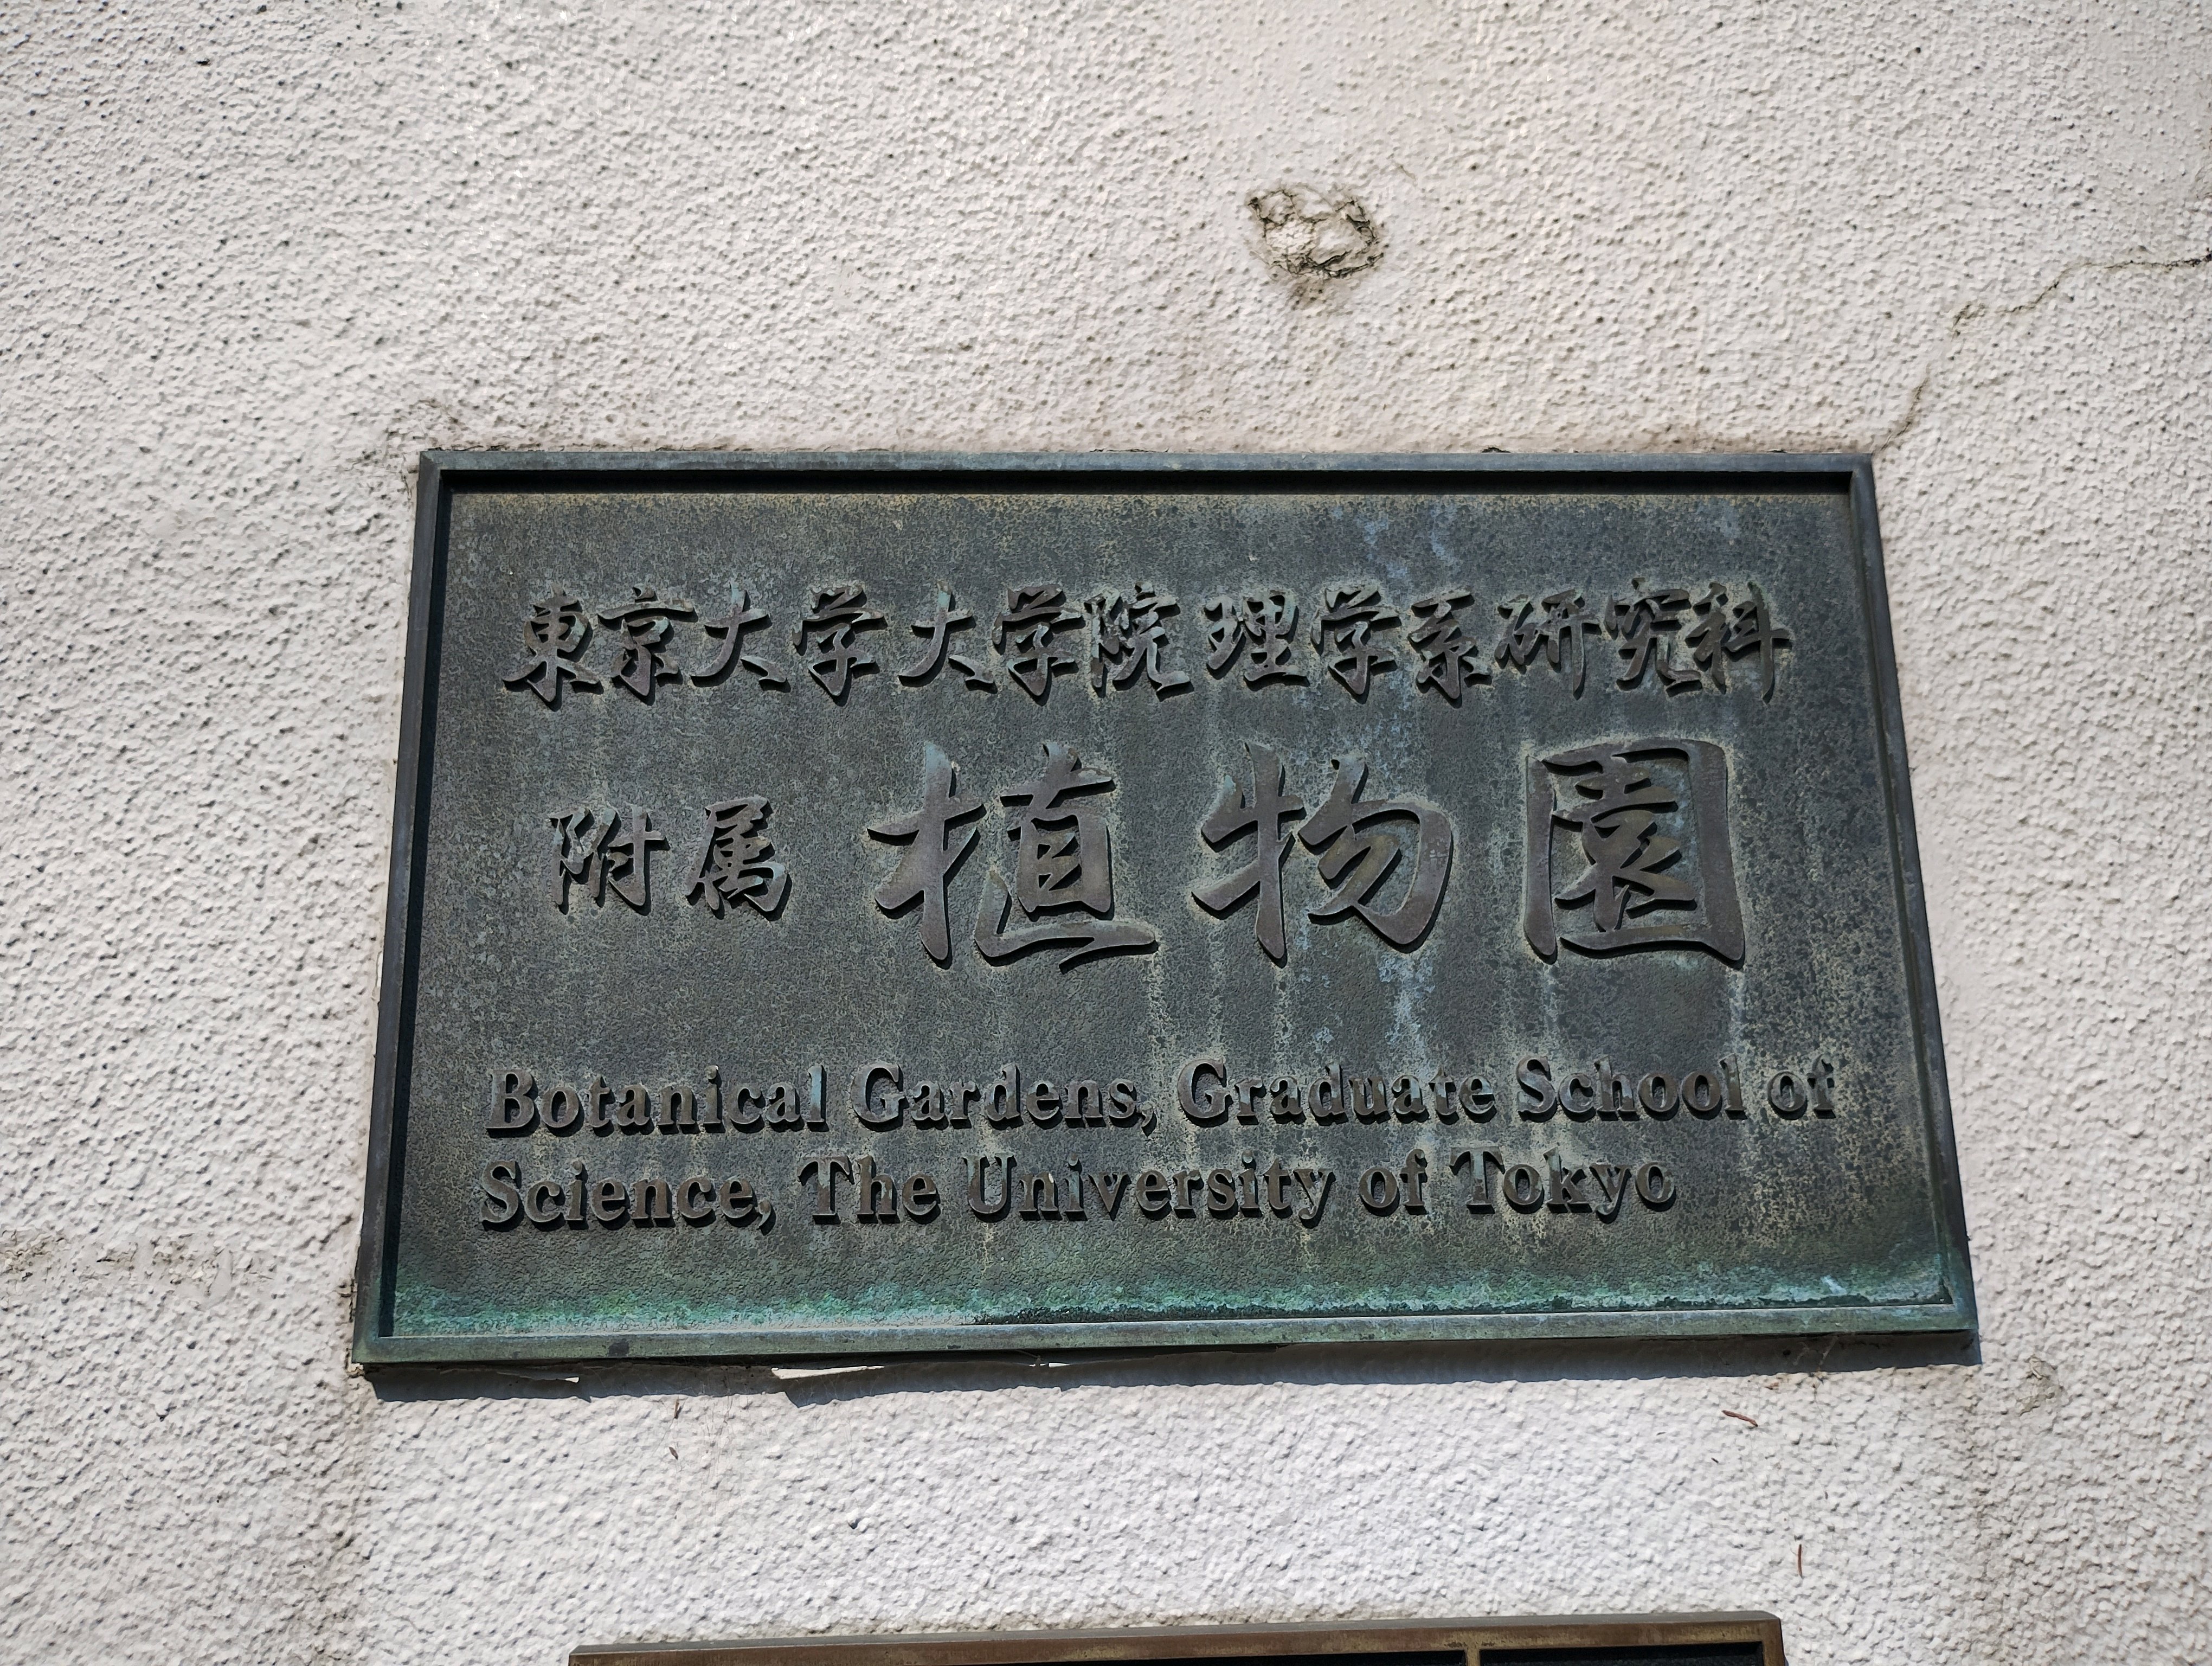 東京大学大学院理学系研究科
附属 植物園
Botanical Gardens, Graduate School of
Science, The University of Tokyo